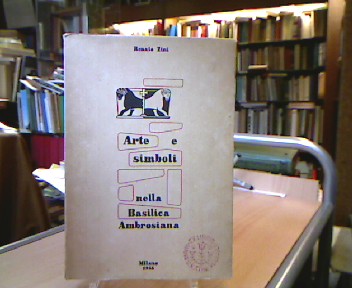 Renato Zini
Arte e
simboli
nella
Basilica
Ambrosiana
Milano